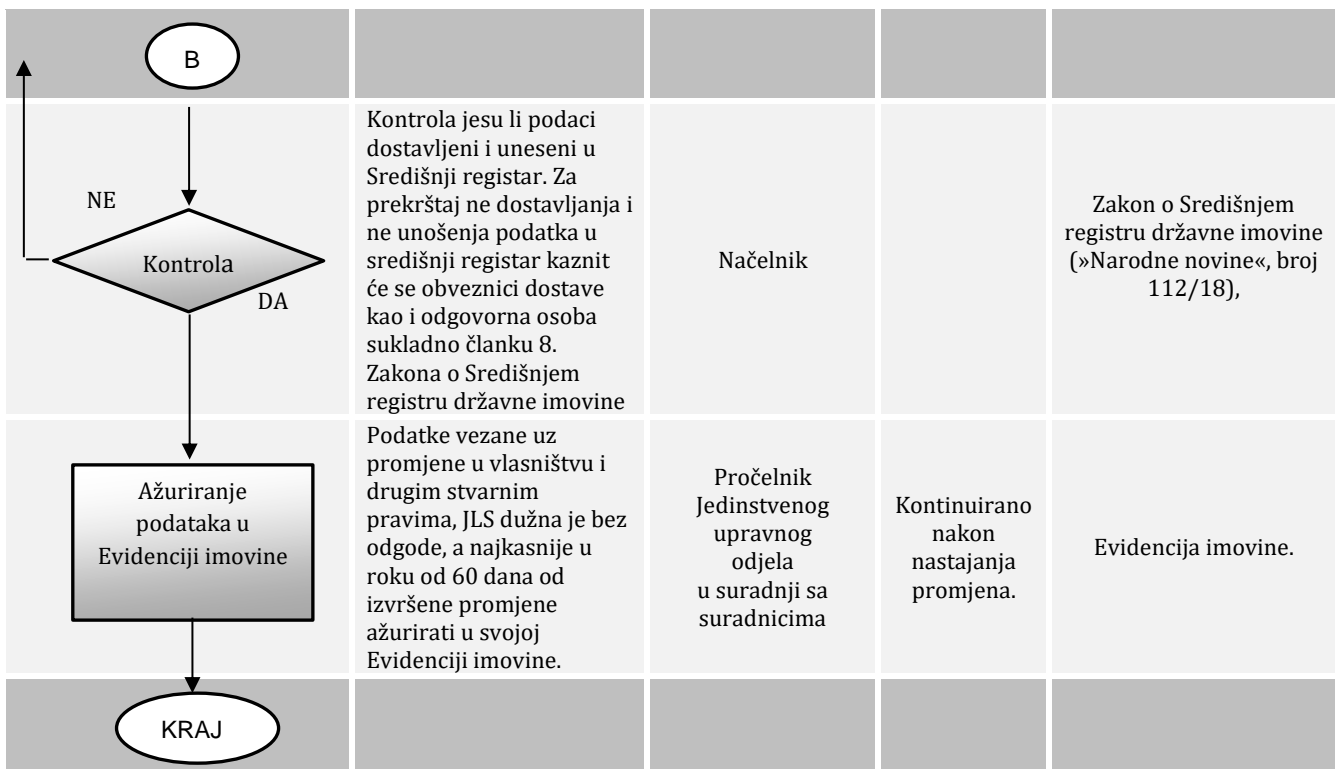 B
NE
Kontrola
DA
Kontrola jesu li podaci
dostavljeni i uneseni u
Središnji registar. Za
prekrštaj ne dostavljanja i
ne unošenja podatka u
središnji registar kaznit
će se obveznici dostave
kao i odgovorna osoba
sukladno članku 8.
Zakona o Središnjem
registru državne imovine
Načelnik
Zakon o Središnjem
registru državne imovine
(»Narodne novine«, broj
112/18),
Ažuriranje
podataka u
Evidenciji imovine
Podatke vezane uz
promjene u vlasništvu i
drugim stvarnim
pravima, JLS dužna je bez
odgode, a najkasnije u
roku od 60 dana od
izvršene promjene
ažurirati u svojoj
Evidenciji imovine.
Pročelnik
Jedinstvenog
upravnog
odjela
u suradnji sa
suradnicima
Kontinuirano
nakon
nastajanja
promjena.
Evidencija imovine.
KRAJ